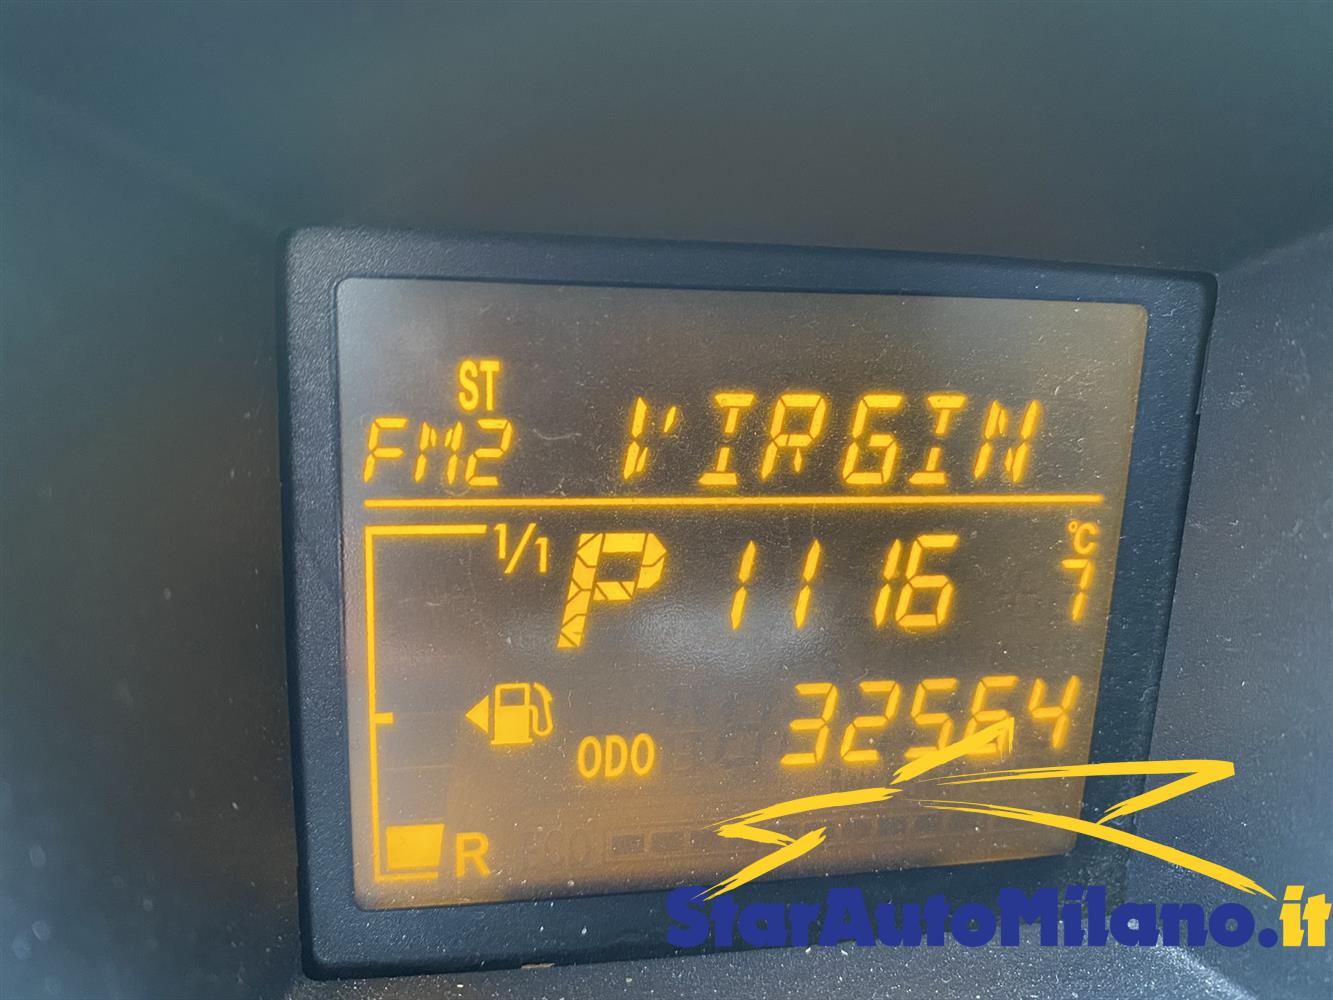 ST
FM2 VIRGIN
1/1 P 11 16 °C
7
ODO 32564
R
StarAutoMilano.it